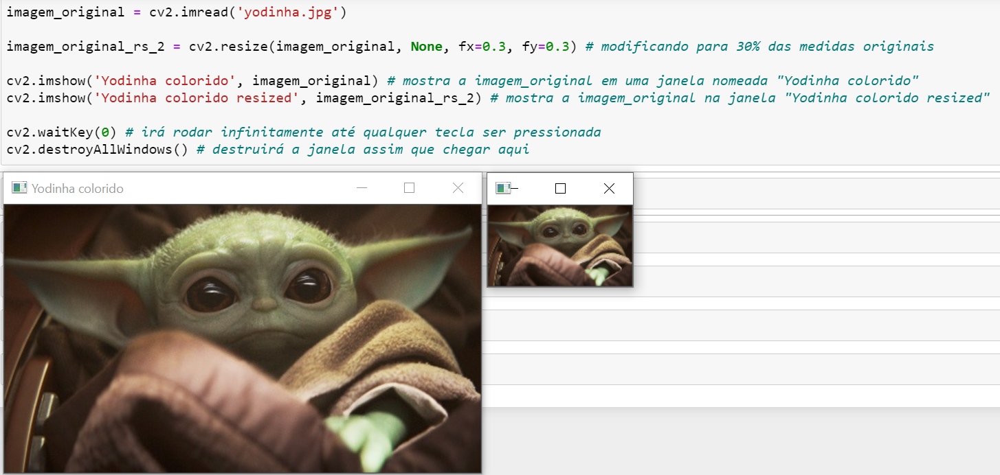 imagem_original = cv2.imread('yodinha.jpg')
imagem_original_rs_2 = cv2.resize(imagem_original, None, fx=0.3, fy=0.3) # modificando para 30% das medidas originais
cv2.imshow('Yodinha colorido', imagem_original) # mostra a imagem_original em uma janela nomeada "Yodinha colorido"
cv2.imshow('Yodinha colorido resized', imagem_original_rs_2) # mostra a imagem_original na janela "Yodinha colorido resized"
cv2.waitKey(0) # irá rodar infinitamente até qualquer tecla ser pressionada
cv2.destroyAllWindows() # destruirá a janela assim que chegar aqui
Yodinha colorido